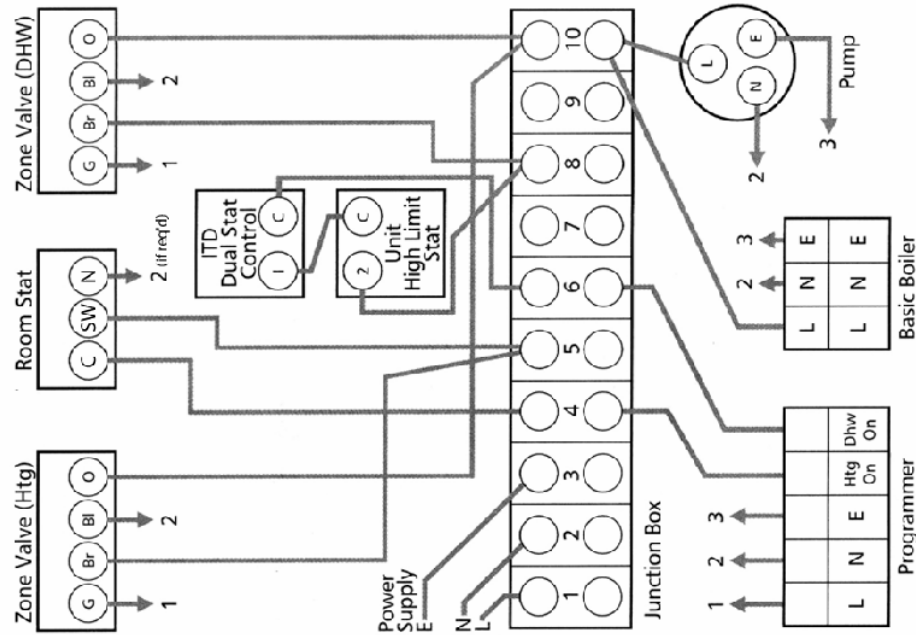 Zone Valve (Htg)
G Br Bl O
1 2
Room Stat
C SW N
2 (if req'd)
Zone Valve (DHW)
G Br Bl O
1 2
ITD
Dual Stat
Control
1 C
2 C
Unit
High Limit
Stat
Power
Supply
L N E
1 2 3 4 5 6 7 8 9 10
Junction Box
L N E
2 3
Pump
1 2 3
L N E Htg On Dhw On
Programmer
2 3
L N E
L N E
Basic Boiler